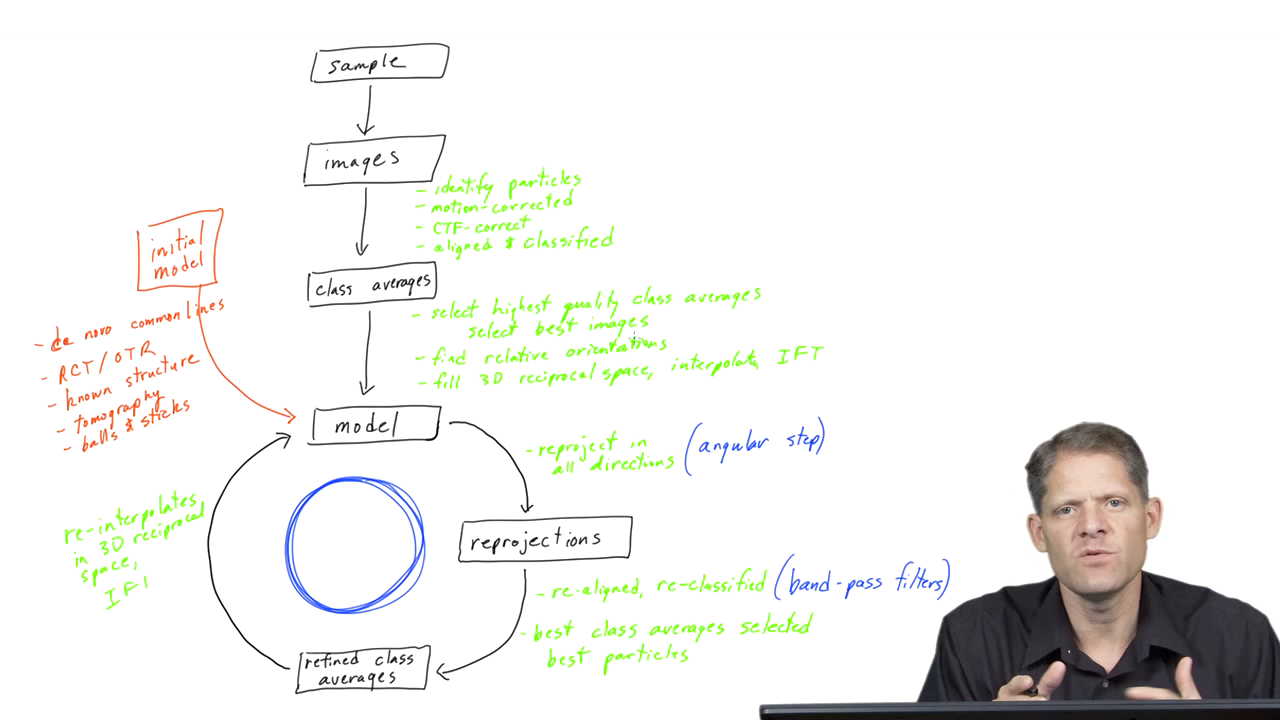 sample
images
- identify particles
- motion-corrected
- CTF-correct
- aligned & classified
initial
model
class averages
- select highest quality class averages
select best images
- find relative orientations
- fill 3D reciprocal space, interpolate, IFT
- de novo common lines
- RCT/OTR
- known structure
- tomography
- balls & sticks
model
- reproject in
all directions
(angular step)
re-interpolates
in 3D reciprocal
space,
IFT
reprojections
- re-aligned, re-classified (band-pass filters)
- best class averages selected
best particles
refined class
averages